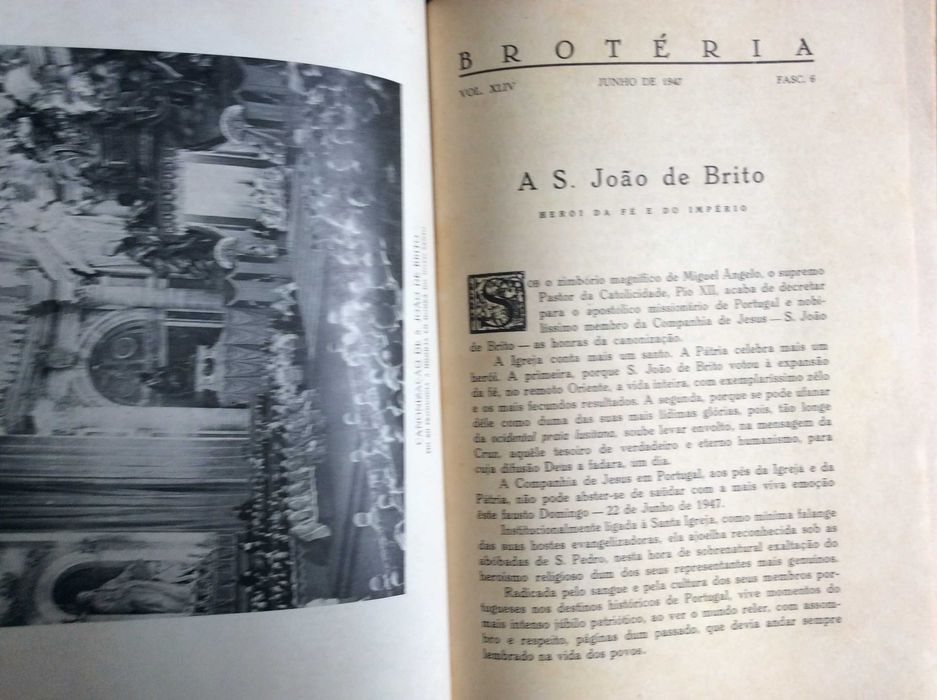 CANONIZAÇÃO DE S. JOÃO DE BRITO
BROTÉRIA
VOL. XLIV JUNHO DE 1947 FASC. 6
A S. João de Brito
HEROI DA FÉ E DO IMPÉRIO
SOB o zimbório magnífico de Miguel Ângelo, o supremo
Pastor da Catolicidade, Pio XII, acaba de decretar
para o apostólico missionário de Portugal e nobi-
líssimo membro da Companhia de Jesus — S. João
de Brito — as honras da canonização.
A Igreja conta mais um santo. A Pátria celebra mais um
herói. A primeira, porque S. João de Brito votou à expansão
da fé, no remoto Oriente, a vida inteira, com exemplaríssimo zêlo
e os mais fecundos resultados. A segunda, porque se pode ufanar
dêle como duma das suas mais lídimas glórias, pois, tão longe
da ocidental praia lusitana, soube levar envolto, na mensagem da
Cruz, aquêle tesoiro de verdadeiro e eterno humanismo, para
cuja difusão Deus a fadara, um dia.
A Companhia de Jesus em Portugal, aos pés da Igreja e da
Pátria, não pode abster-se de saüdar com a mais viva emoção
êste fausto Domingo — 22 de Junho de 1947.
Institucionalmente ligada à Santa Igreja, como mínima falange
das suas hostes evangelizadoras, ela ajoelha reconhecida sob as
abóbadas de S. Pedro, nesta hora de sobrenatural exaltação do
heroísmo religioso dum dos seus representantes mais genuínos.
Radicada pelo sangue e pela cultura dos seus membros por-
tugueses nos destinos históricos de Portugal, vive momentos do
mais intenso júbilo patriótico, ao ver o mundo reler, com assom-
bro e respeito, páginas dum passado, que devia andar sempre
lembrado na vida dos povos.